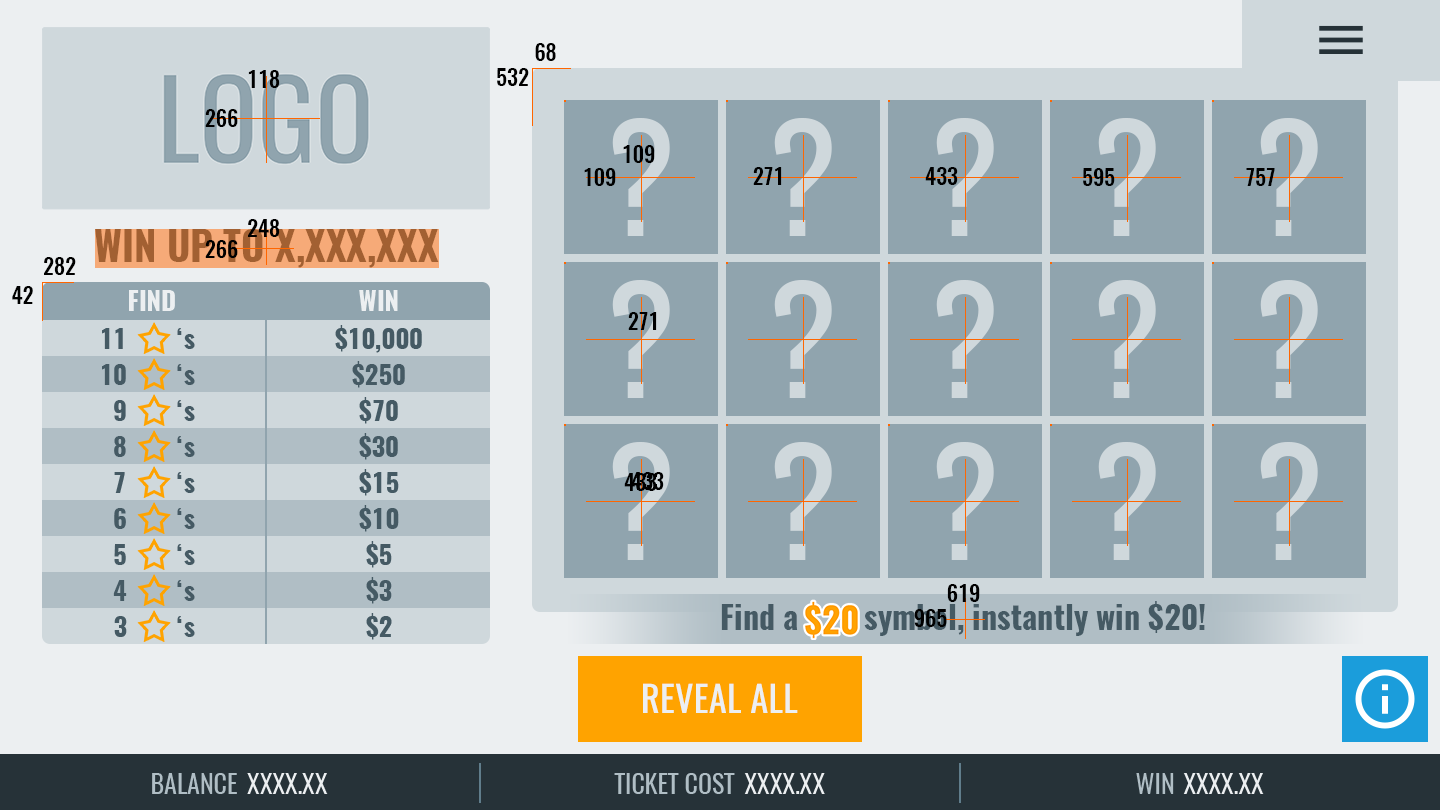 LOGO
118
266
WIN UP TO X,XXX,XXX
248
266
282
42
FIND WIN
11 ‘s $10,000
10 ‘s $250
9 ‘s $70
8 ‘s $30
7 ‘s $15
6 ‘s $10
5 ‘s $5
4 ‘s $3
3 ‘s $2
68
532
? ? ? ? ?
109
109 271 433 595 757
? ? ? ? ?
271
? ? ? ? ?
433
619
Find a $20 symbol, instantly win $20!
965
REVEAL ALL
i
BALANCE XXXX.XX
TICKET COST XXXX.XX
WIN XXXX.XX